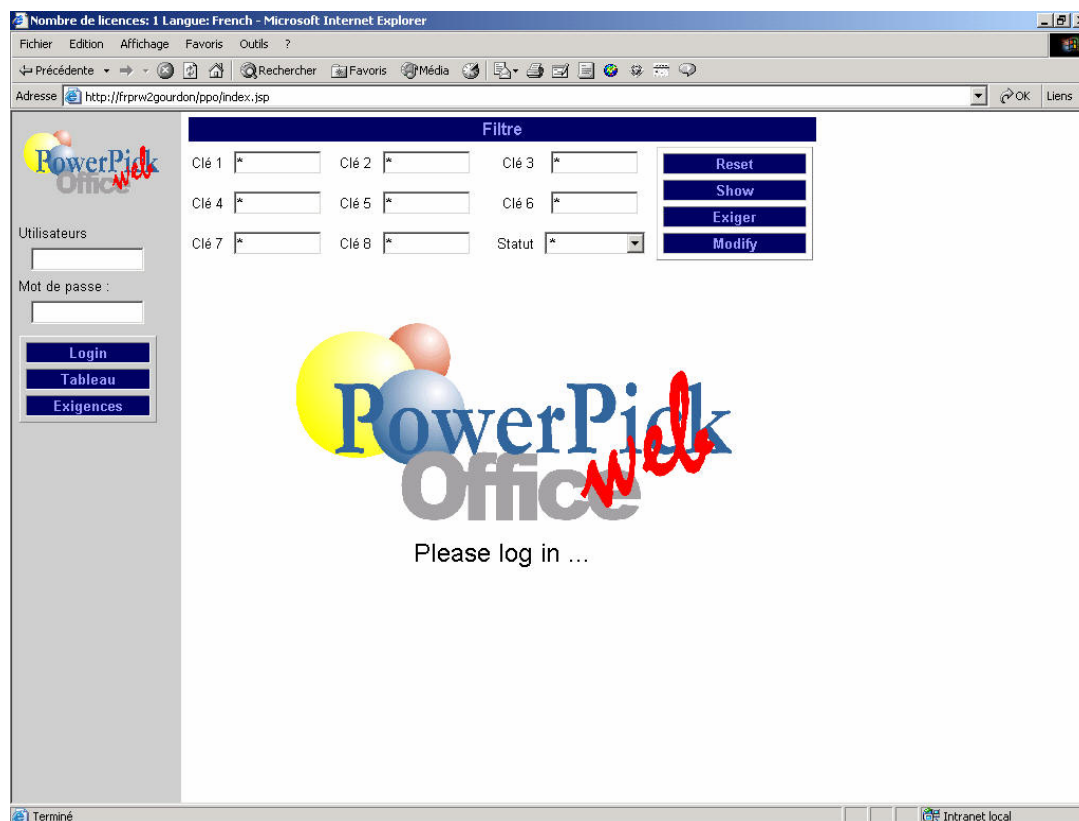 Nombre de licences: 1 Langue: French - Microsoft Internet Explorer
Fichier Edition Affichage Favoris Outils ?
Précédente Rechercher Favoris Média
Adresse http://frprw2gourdon/ppo/index.jsp OK Liens
PowerPick
Office web
Utilisateurs
Mot de passe :
Login
Tableau
Exigences
Filtre
Clé 1 * Clé 2 * Clé 3 *
Clé 4 * Clé 5 * Clé 6 *
Clé 7 * Clé 8 * Statut *
Reset
Show
Exiger
Modify
PowerPick
Office web
Please log in ...
Terminé Intranet local